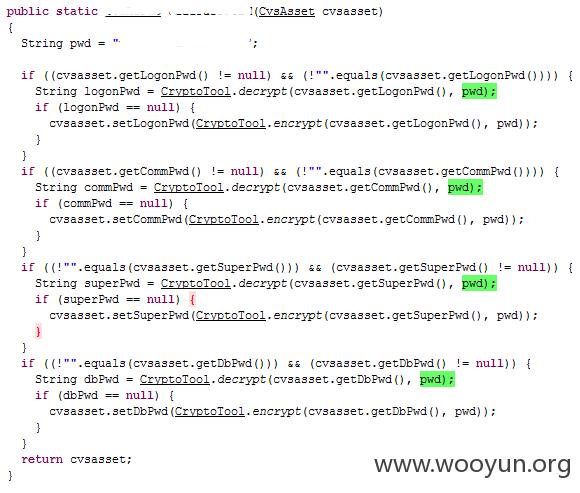 public static (CvsAsset cvsasset)
{
String pwd = "";
if ((cvsasset.getLogonPwd() != null) && (!"".equals(cvsasset.getLogonPwd()))) {
String logonPwd = CryptoTool.decrypt(cvsasset.getLogonPwd(), pwd);
if (logonPwd == null) {
cvsasset.setLogonPwd(CryptoTool.encrypt(cvsasset.getLogonPwd(), pwd));
}
}
if ((cvsasset.getCommPwd() != null) && (!"".equals(cvsasset.getCommPwd()))) {
String commPwd = CryptoTool.decrypt(cvsasset.getCommPwd(), pwd);
if (commPwd == null) {
cvsasset.setCommPwd(CryptoTool.encrypt(cvsasset.getCommPwd(), pwd));
}
}
if ((!"".equals(cvsasset.getSuperPwd())) && (cvsasset.getSuperPwd() != null)) {
String superPwd = CryptoTool.decrypt(cvsasset.getSuperPwd(), pwd);
if (superPwd == null) {
cvsasset.setSuperPwd(CryptoTool.encrypt(cvsasset.getSuperPwd(), pwd));
}
}
if ((!"".equals(cvsasset.getDbPwd())) && (cvsasset.getDbPwd() != null)) {
String dbPwd = CryptoTool.decrypt(cvsasset.getDbPwd(), pwd);
if (dbPwd == null) {
cvsasset.setDbPwd(CryptoTool.encrypt(cvsasset.getDbPwd(), pwd));
}
}
return cvsasset;
}
www.wooyun.org